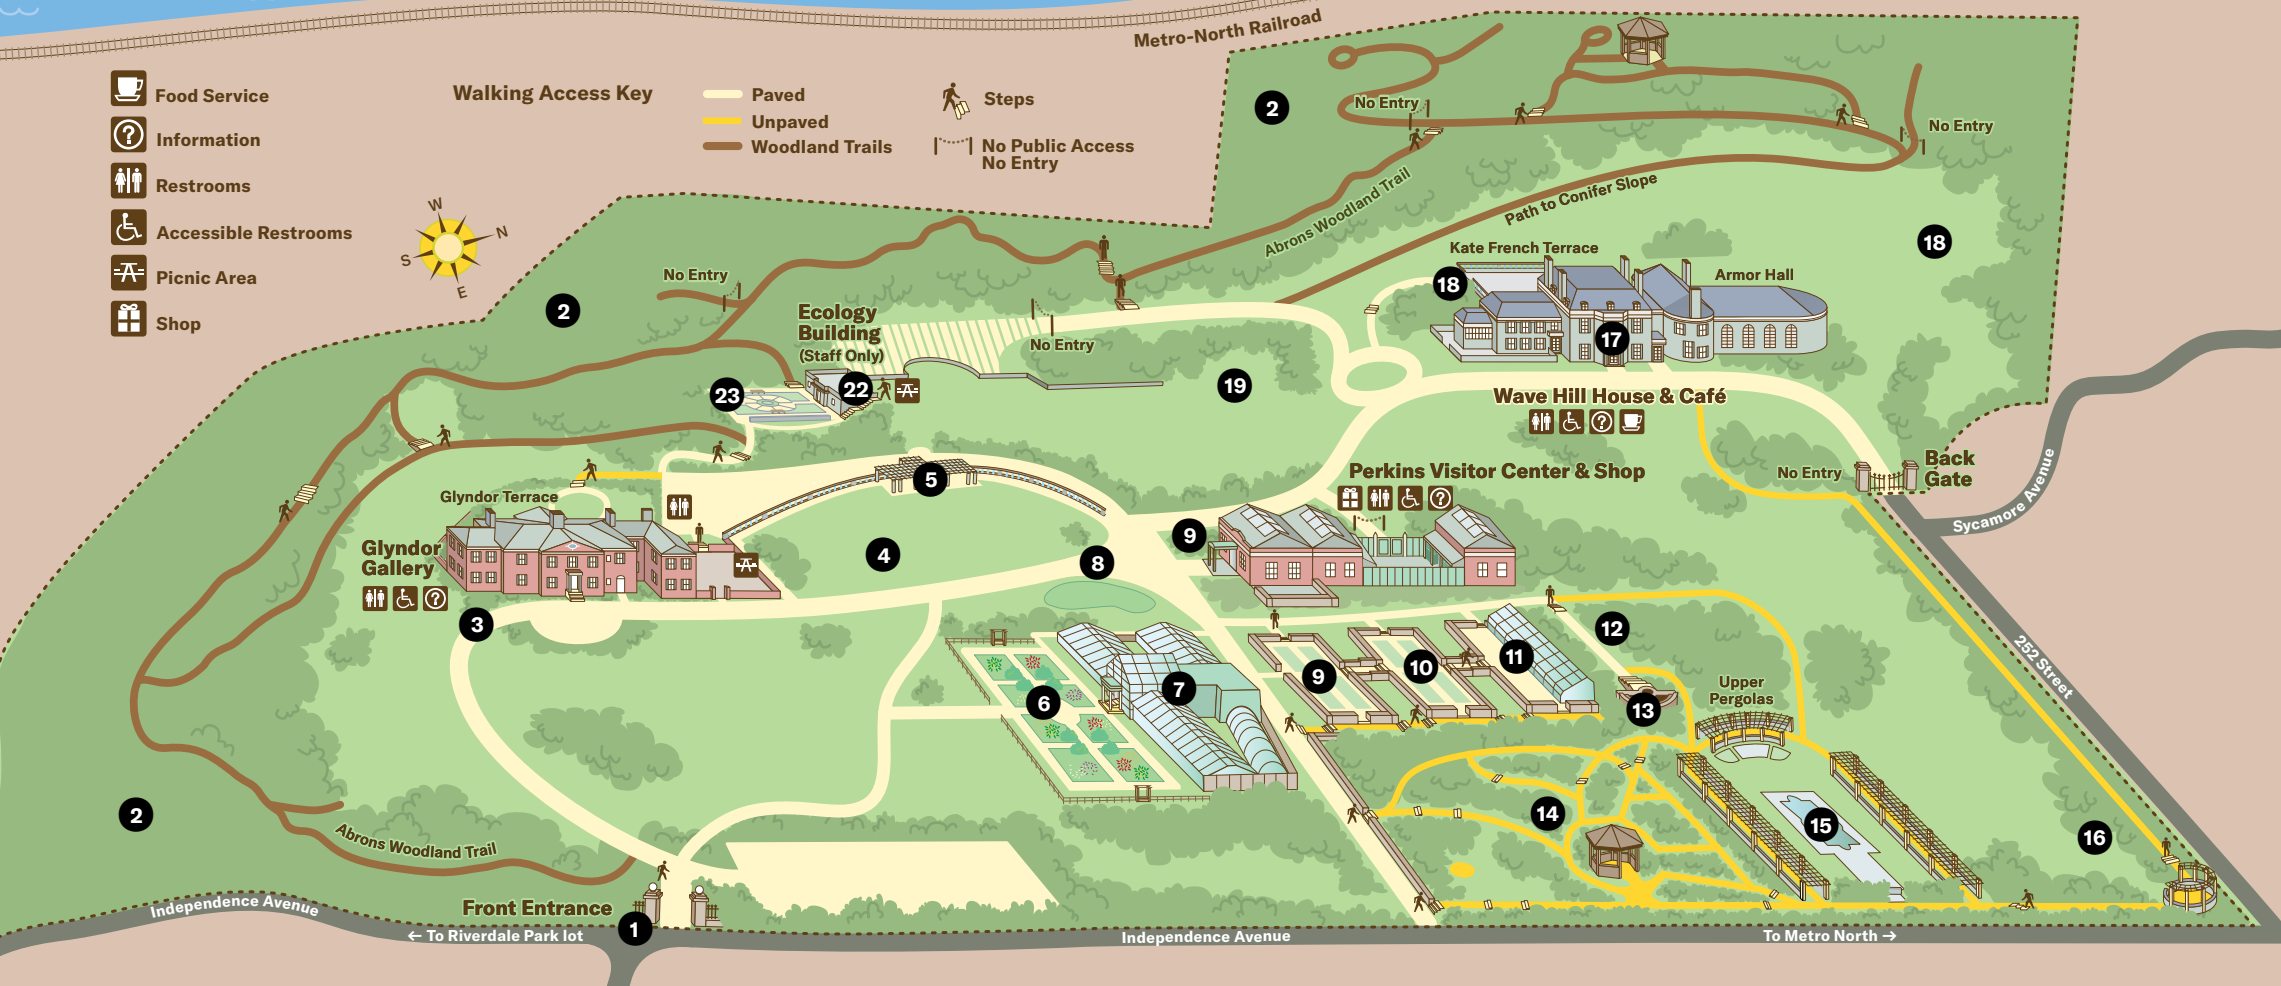 Metro-North Railroad
Food Service
Information
Restrooms
Accessible Restrooms
Picnic Area
Shop
Walking Access Key
Paved
Unpaved
Woodland Trails
Steps
No Public Access
No Entry
W
N
S
E
2
No Entry
No Entry
Abrons Woodland Trail
Path to Conifer Slope
18
Kate French Terrace
18
Armor Hall
17
No Entry
2
Ecology
Building
(Staff Only)
No Entry
22
23
19
Wave Hill House & Café
Back
Gate
No Entry
Sycamore Avenue
Perkins Visitor Center & Shop
Glyndor Terrace
5
Glyndor
Gallery
4
8
9
3
12
252 Street
6
7
9
10
11
13
Upper
Pergolas
2
Abrons Woodland Trail
14
15
16
Independence Avenue
Front Entrance
1
← To Riverdale Park lot
Independence Avenue
To Metro North →